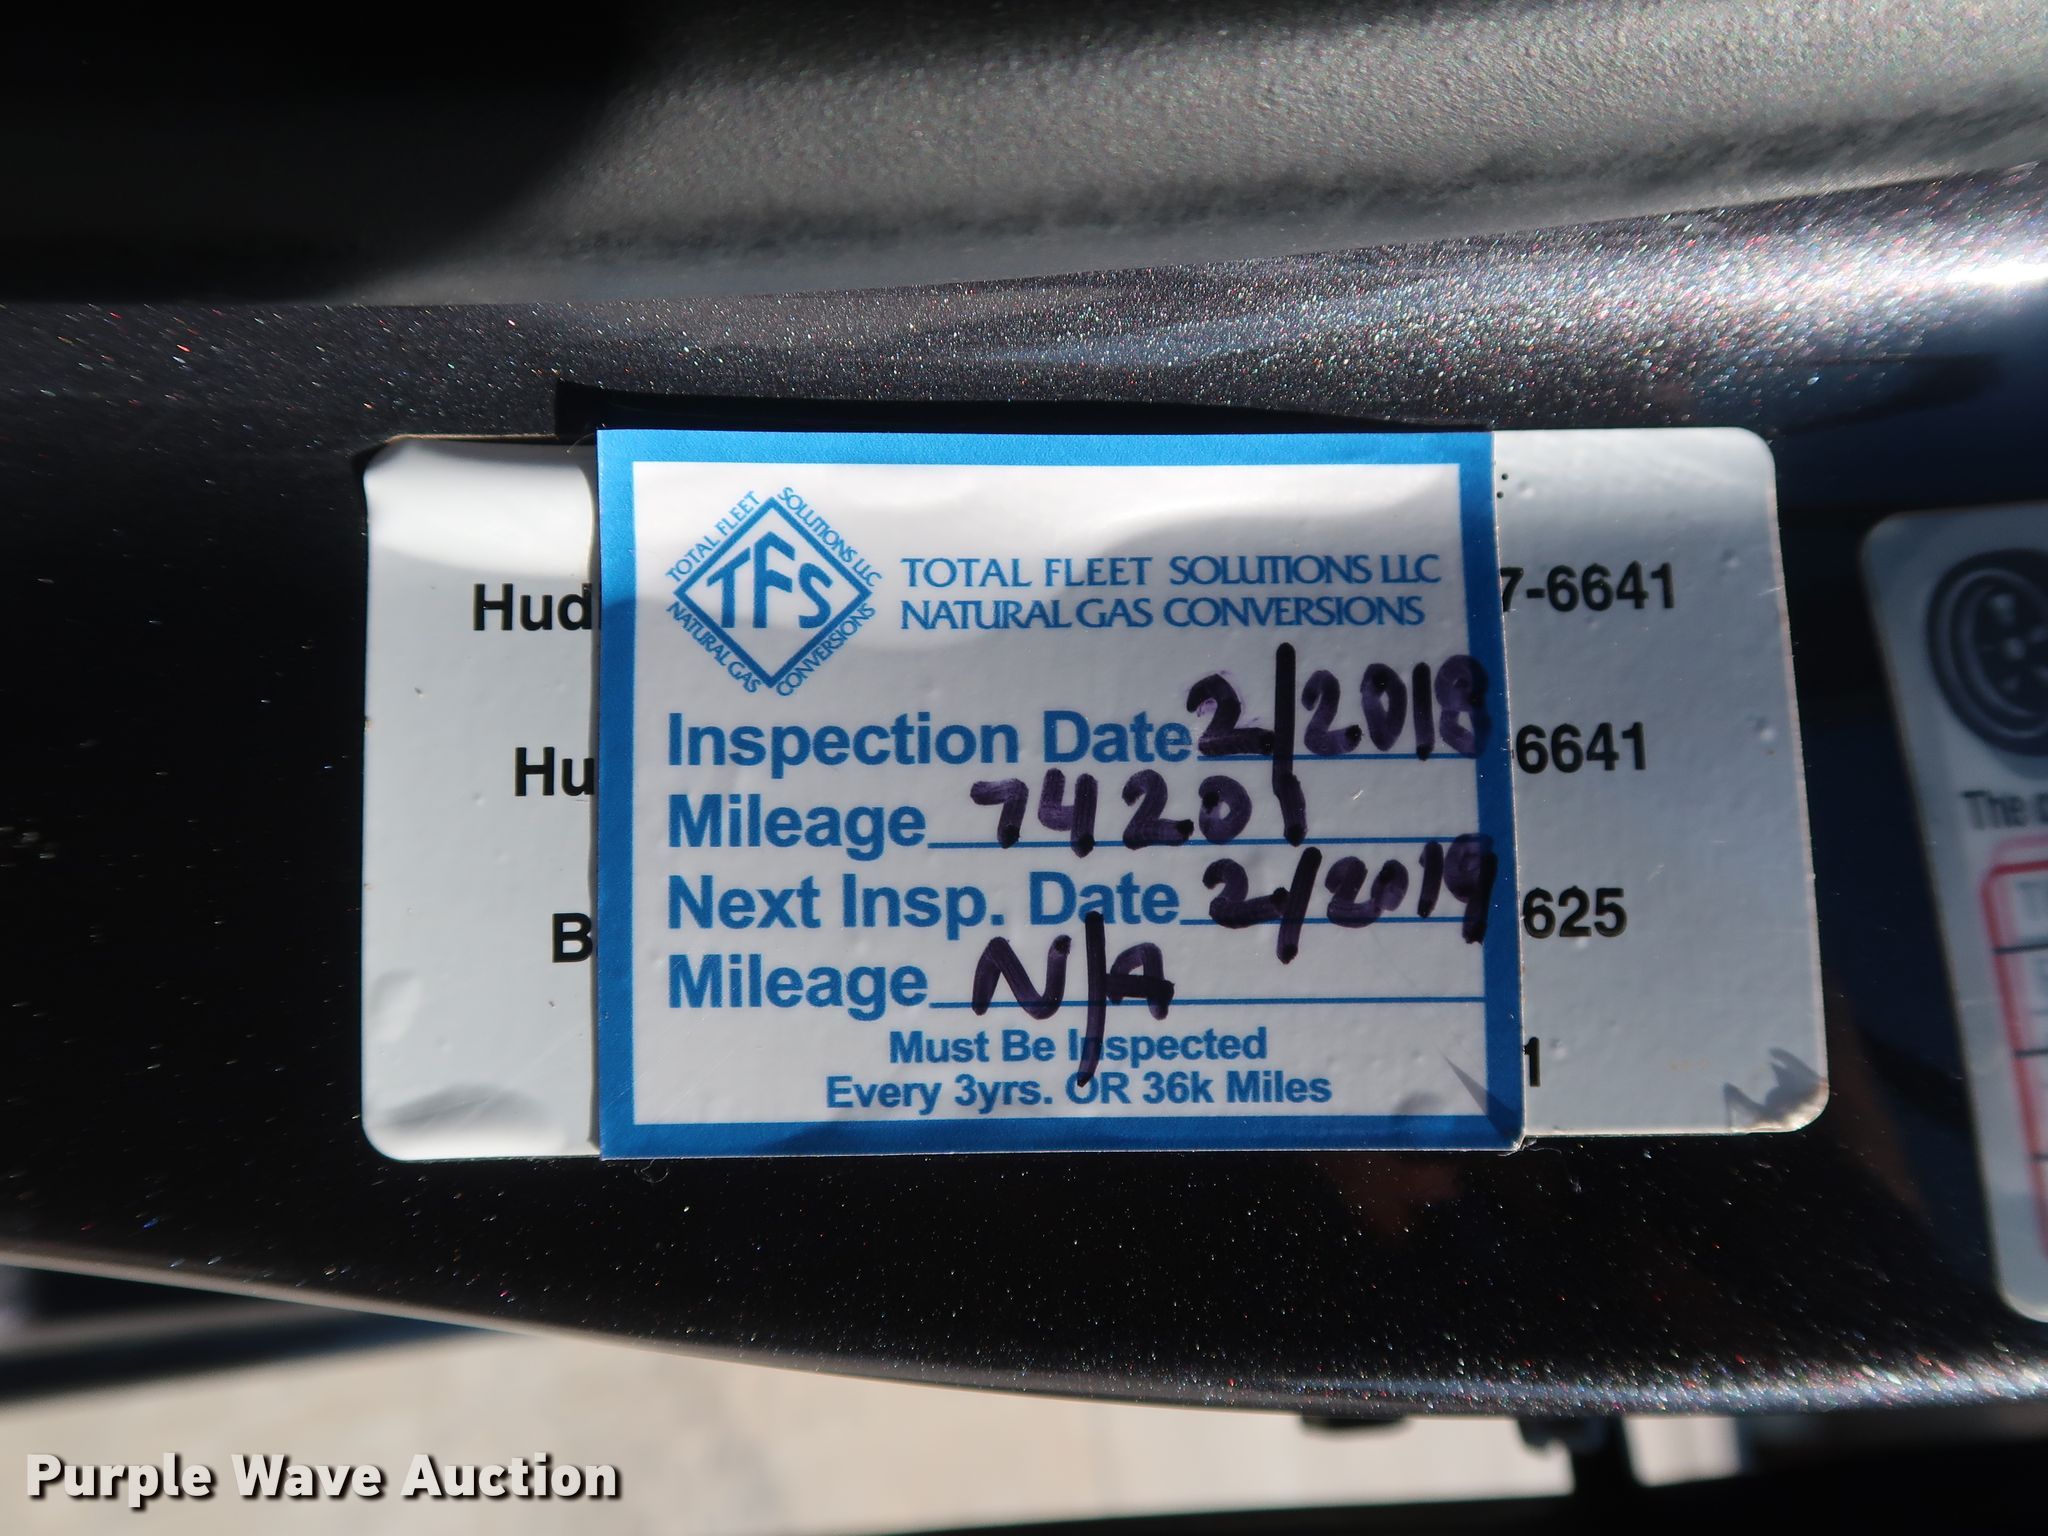 TOTAL FLEET SOLUTIONS LLC
NATURAL GAS CONVERSIONS
TFS
TOTAL FLEET SOLUTIONS LLC
NATURAL GAS CONVERSIONS
7-6641
Inspection Date 2/2018
-6641
Mileage 74201
Next Insp. Date 2/2019
625
Mileage N/A
Must Be Inspected
Every 3yrs. OR 36k Miles
1
The
Purple Wave Auction